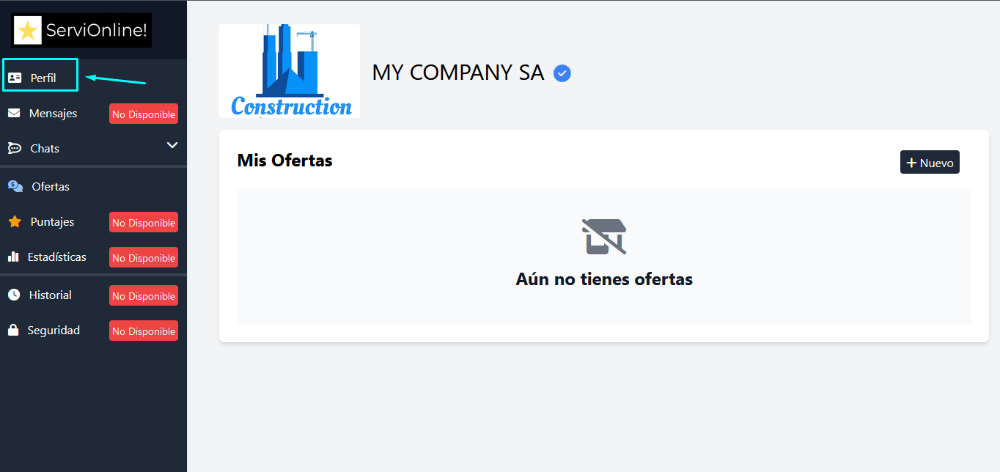 ServiOnline!
Perfil
Mensajes No Disponible
Chats
Ofertas
Puntajes No Disponible
Estadísticas No Disponible
Historial No Disponible
Seguridad No Disponible
Construction
MY COMPANY SA
Mis Ofertas
+ Nuevo
Aún no tienes ofertas